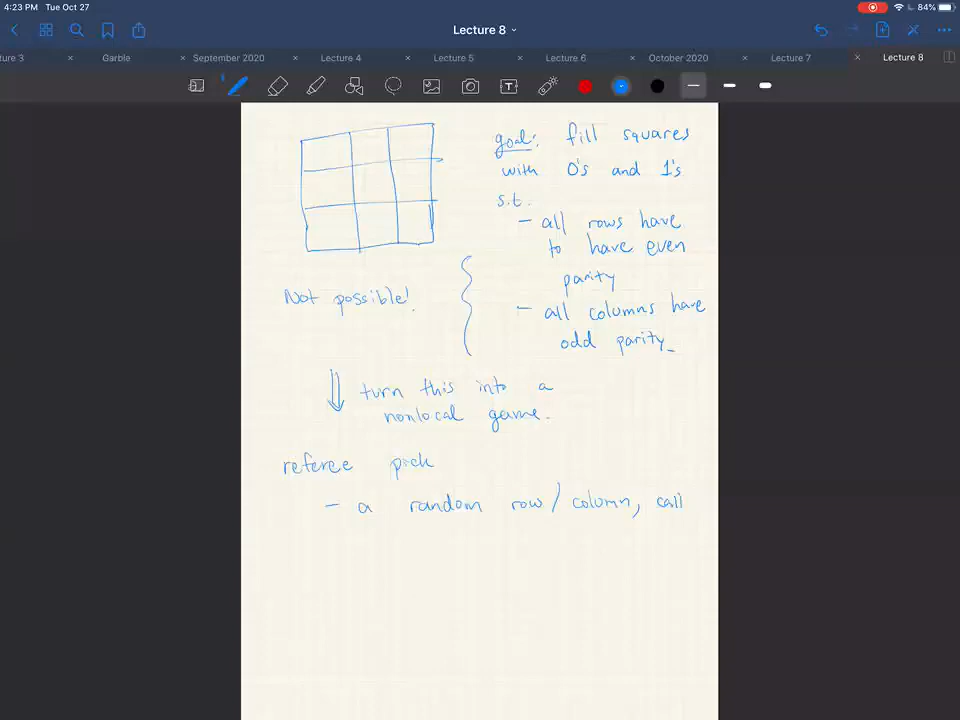 4:23 PM Tue Oct 27
84%
Lecture 8
ure 3
Garble
September 2020
Lecture 4
Lecture 5
Lecture 6
October 2020
Lecture 7
Lecture 8
goal: fill squares
with 0's and 1's
s.t.
- all rows have
to have even
parity
- all columns have
odd parity
Not possible!
turn this into a
nonlocal game.
referee pick
- a random row/column, call